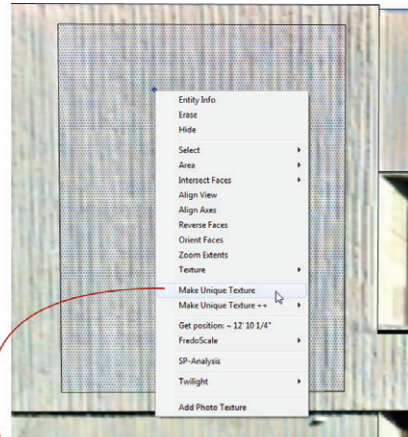 Entity Info
Erase
Hide
Select
Area
Intersect Faces
Align View
Align Axes
Reverse Faces
Orient Faces
Zoom Extents
Texture
Make Unique Texture
Make Unique Texture ++
Get position: ~ 12' 10 1/4"
FredoScale
SP-Analysis
Twilight
Add Photo Texture